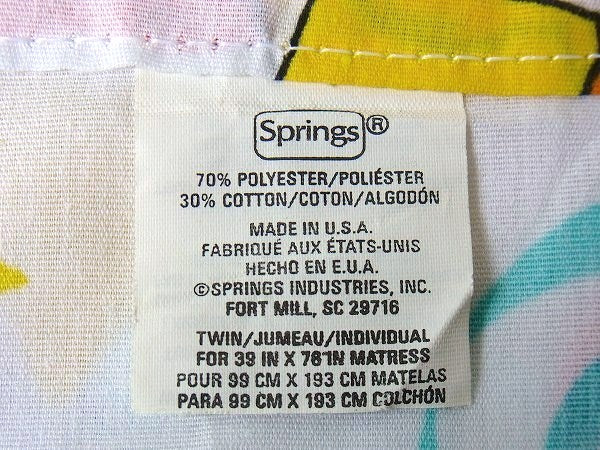 Springs®
70% POLYESTER/POLIÉSTER
30% COTTON/COTON/ALGODÓN
MADE IN U.S.A.
FABRIQUÉ AUX ÉTATS-UNIS
HECHO EN E.U.A.
©SPRINGS INDUSTRIES, INC.
FORT MILL, SC 29716
TWIN/JUMEAU/INDIVIDUAL
FOR 39 IN X 761N MATRESS
POUR 99 CM X 193 CM MATELAS
PARA 99 CM X 193 CM COLCHÓN